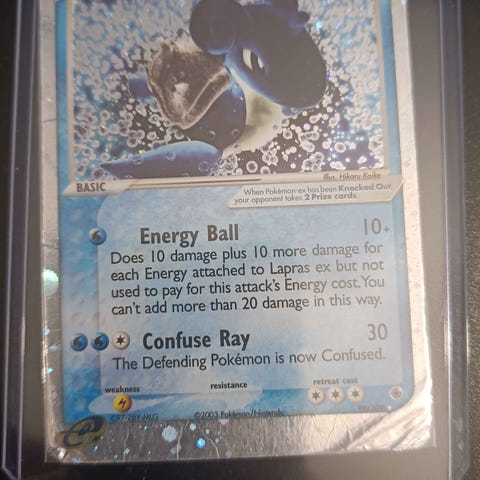 Illus. Hikaru Koike
BASIC
When Pokémon-ex has been Knocked Out
your opponent takes 2 Prize cards.
Energy Ball 10+
Does 10 damage plus 10 more damage for
each Energy attached to Lapras ex but not
used to pay for this attack's Energy cost. You
can't add more than 20 damage in this way.
Confuse Ray 30
The Defending Pokémon is now Confused.
weakness resistance retreat cost
©2003 Pokémon/Nintendo